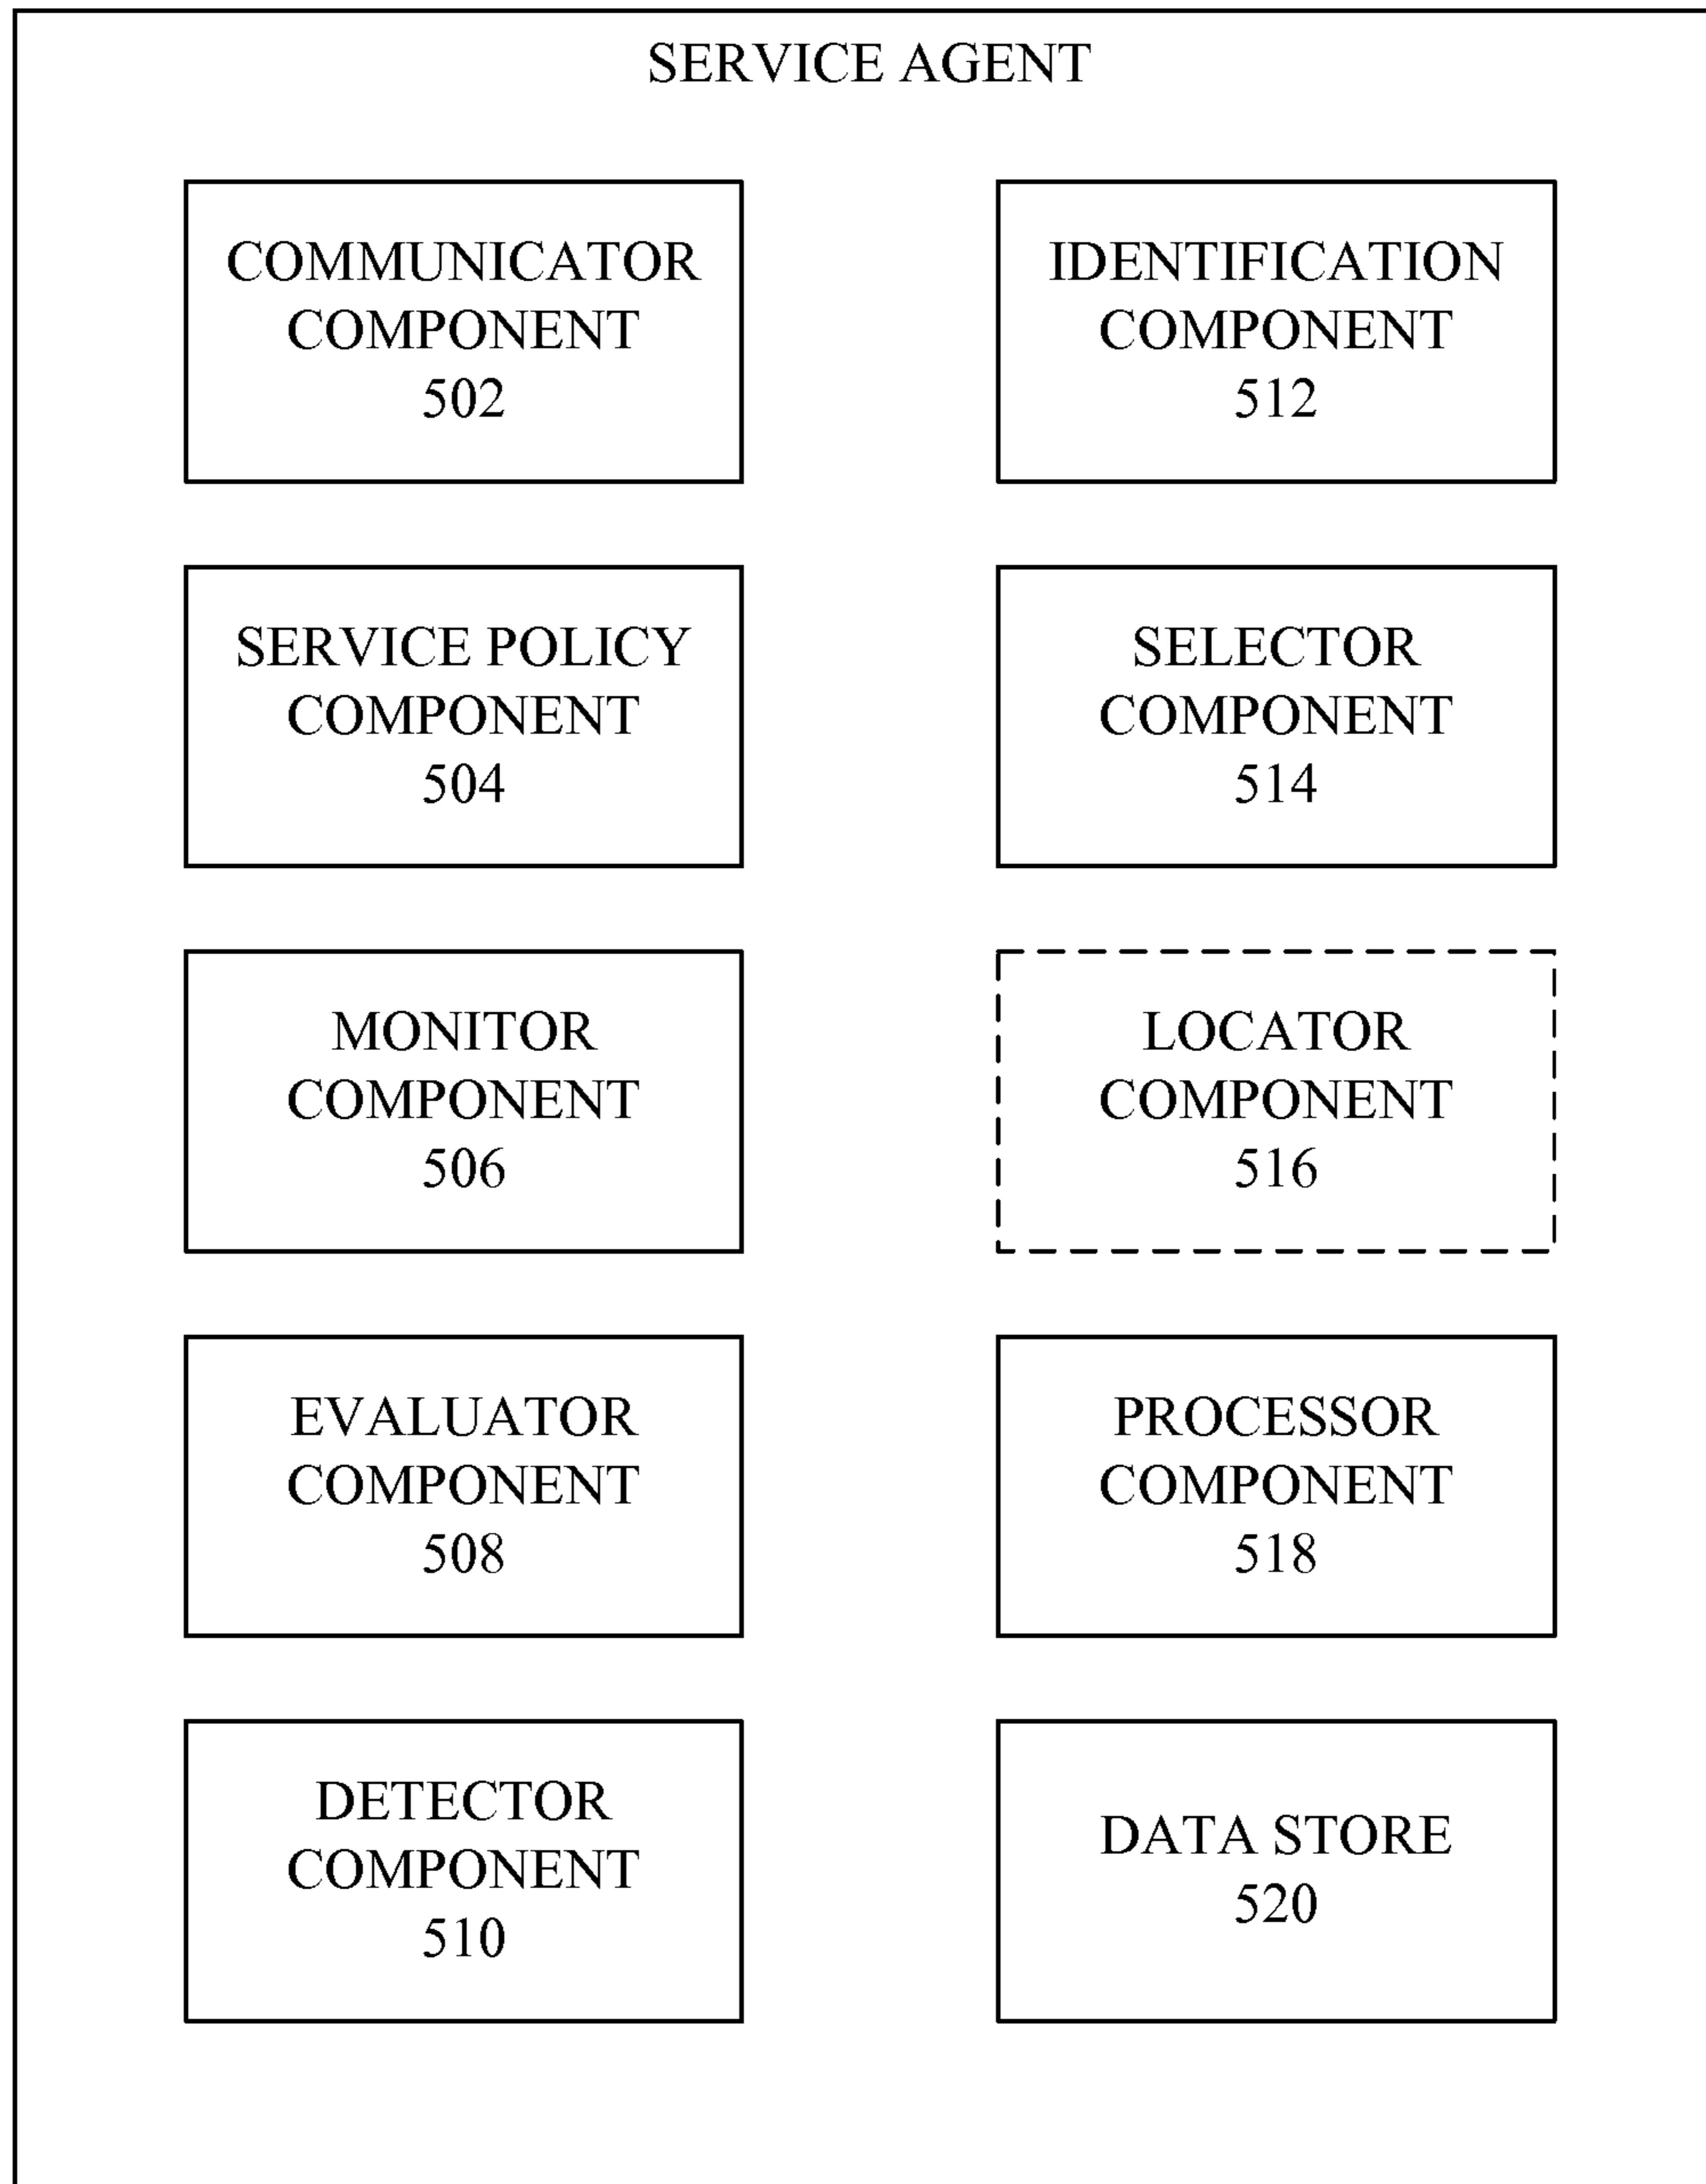 SERVICE AGENT
COMMUNICATOR
COMPONENT
502
IDENTIFICATION
COMPONENT
512
SERVICE POLICY
COMPONENT
504
SELECTOR
COMPONENT
514
MONITOR
COMPONENT
506
LOCATOR
COMPONENT
516
EVALUATOR
COMPONENT
508
PROCESSOR
COMPONENT
518
DETECTOR
COMPONENT
510
DATA STORE
520